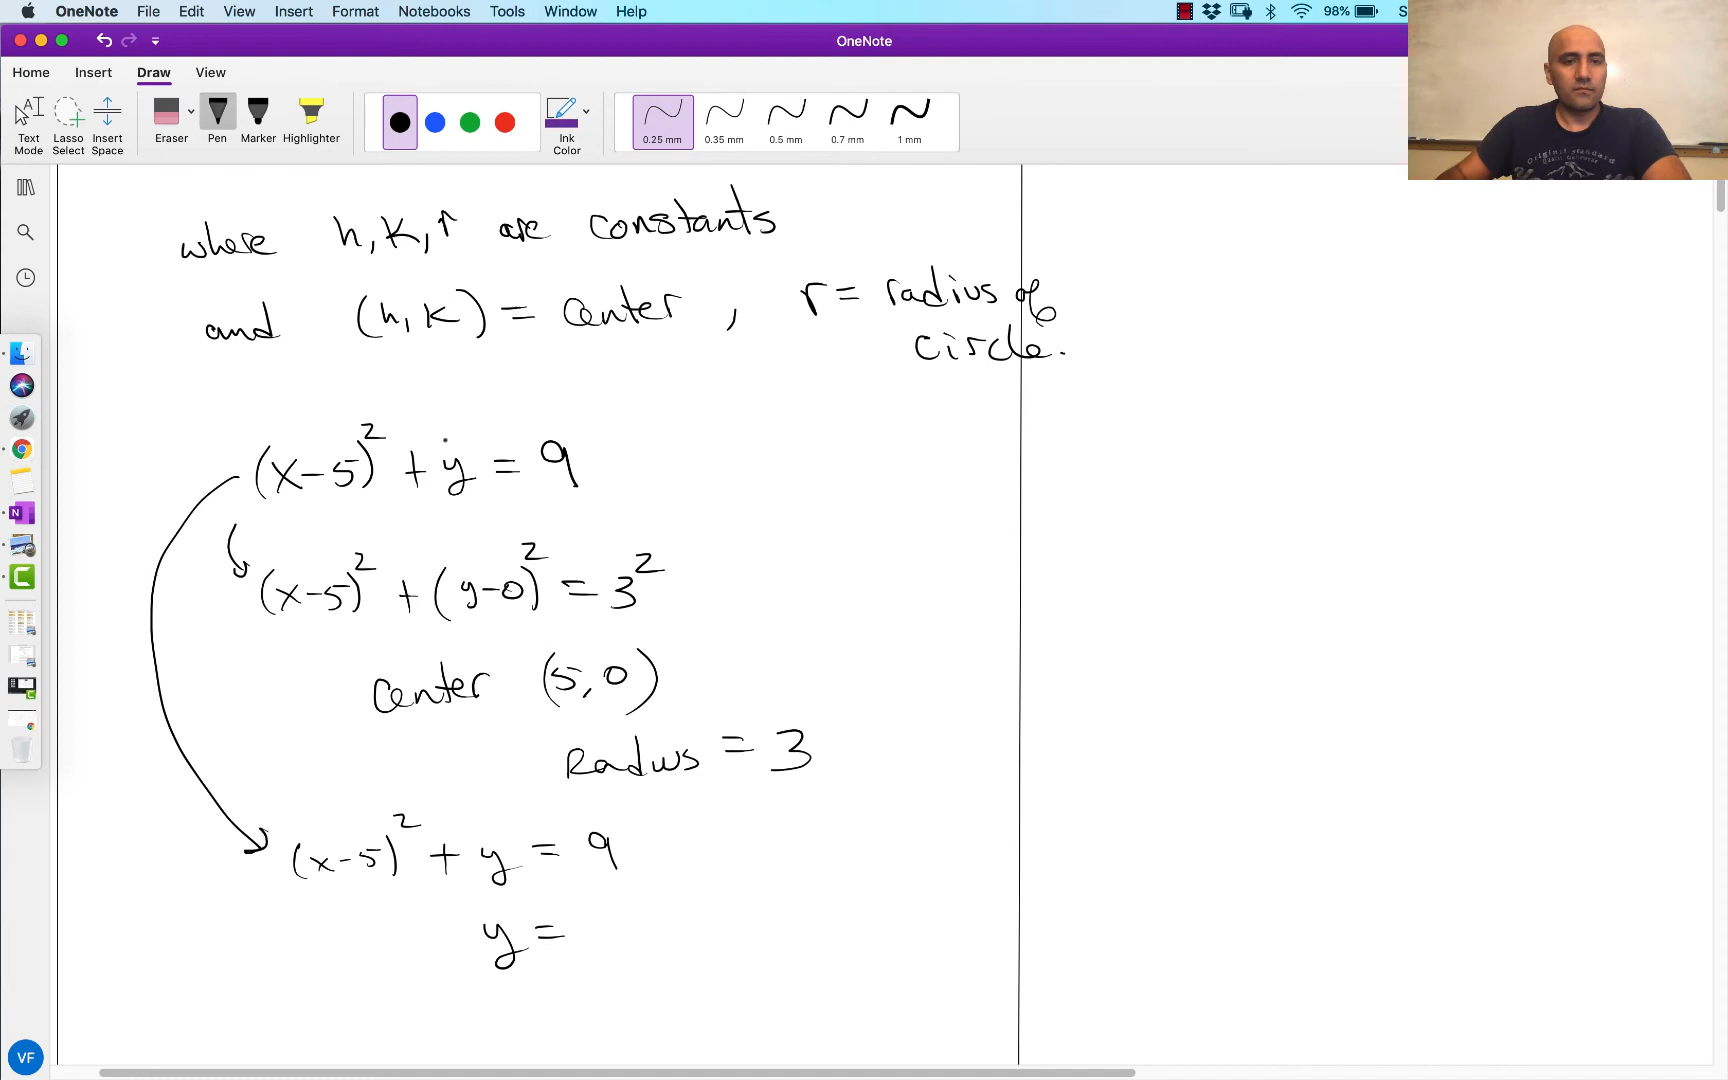 OneNote File Edit View Insert Format Notebooks Tools Window Help 98% S
OneNote
Home Insert Draw View
Text Mode Lasso Select Insert Space Eraser Pen Marker Highlighter Ink Color 0.25 mm 0.35 mm 0.5 mm 0.7 mm 1 mm
Original Standard
where h, k, r are constants
and (h, k) = center , r = radius of
circle.
(x-5)² + y = 9
(x-5)² + (y-0)² = 3²
center (5,0)
Radius = 3
(x-5)² + y = 9
y =
VF